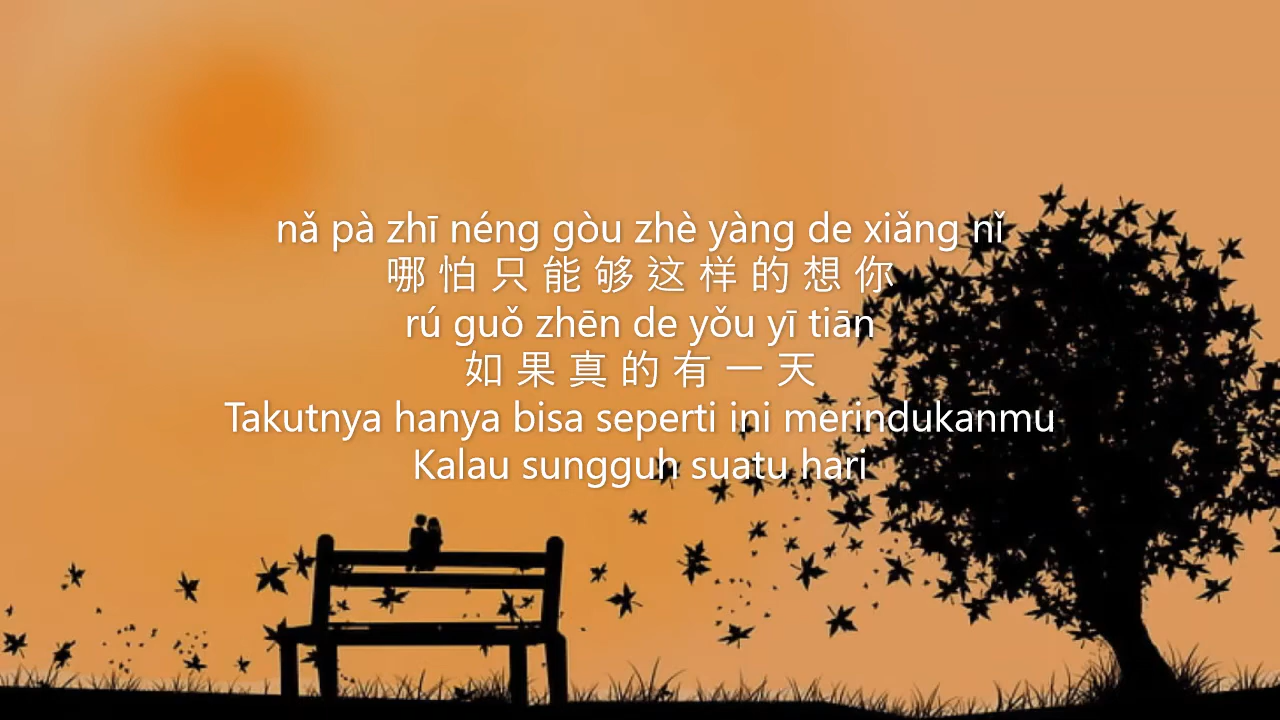 nǎ pà zhī néng gòu zhè yàng de xiǎng nǐ
哪 怕 只 能 够 这 样 的 想 你
rú guǒ zhēn de yǒu yī tiān
如 果 真 的 有 一 天
Takutnya hanya bisa seperti ini merindukanmu
Kalau sungguh suatu hari